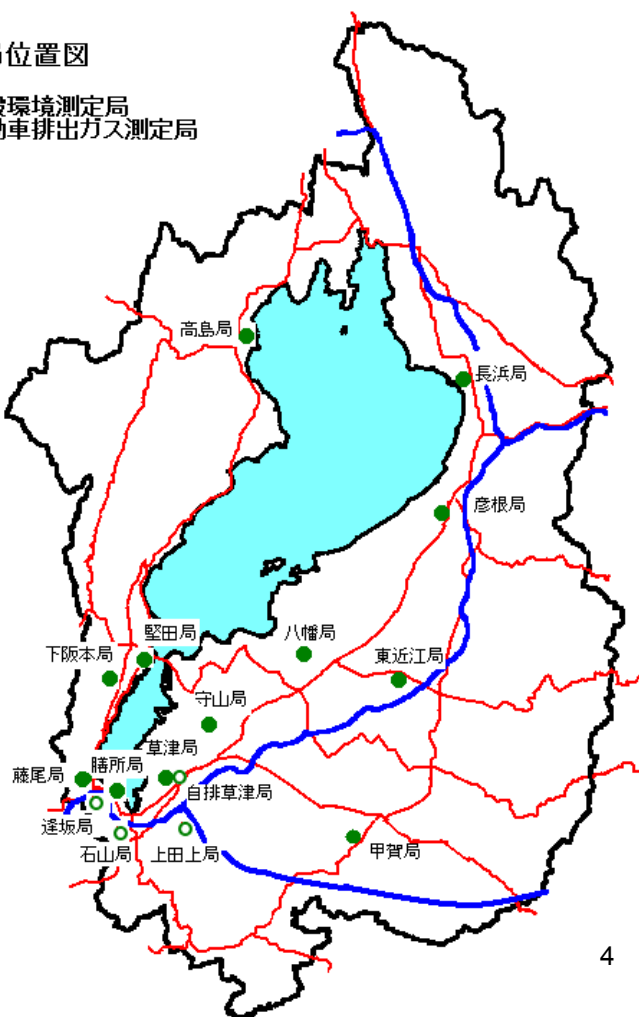 位置図
環境測定局
動車排出ガス測定局
高島局
長浜局
彦根局
堅田局
八幡局
下阪本局
東近江局
守山局
草津局
膳所局
藤尾局
自排草津局
逢坂局
石山局
上田上局
甲賀局
4